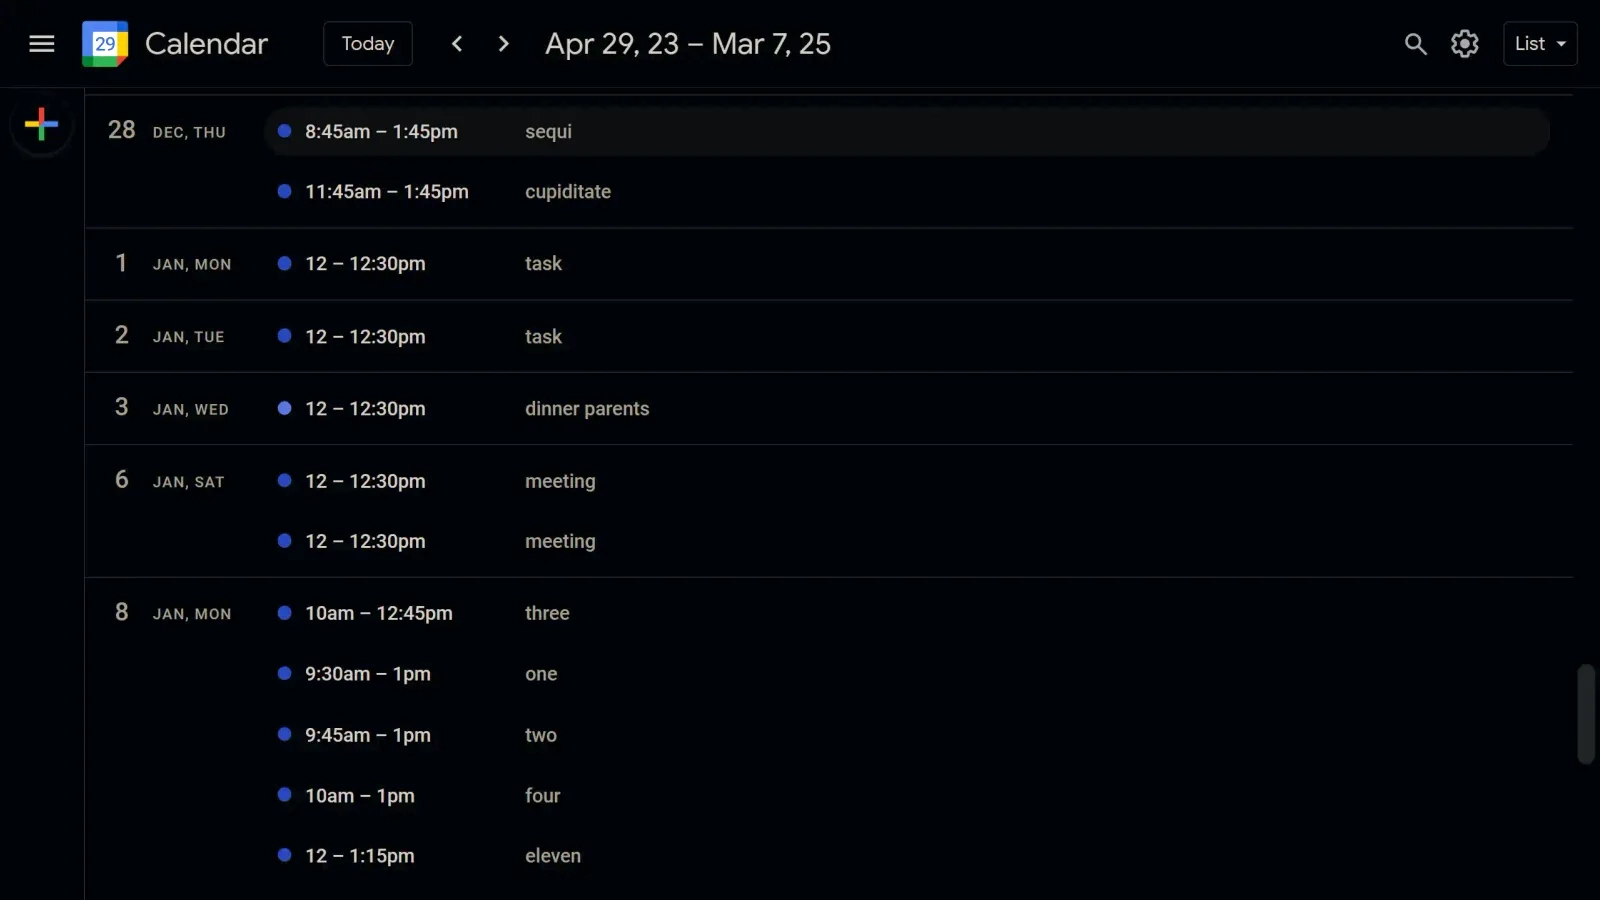 29 Calendar Today Apr 29, 23 – Mar 7, 25 List
28 DEC, THU 8:45am – 1:45pm sequi
11:45am – 1:45pm cupiditate
1 JAN, MON 12 – 12:30pm task
2 JAN, TUE 12 – 12:30pm task
3 JAN, WED 12 – 12:30pm dinner parents
6 JAN, SAT 12 – 12:30pm meeting
12 – 12:30pm meeting
8 JAN, MON 10am – 12:45pm three
9:30am – 1pm one
9:45am – 1pm two
10am – 1pm four
12 – 1:15pm eleven